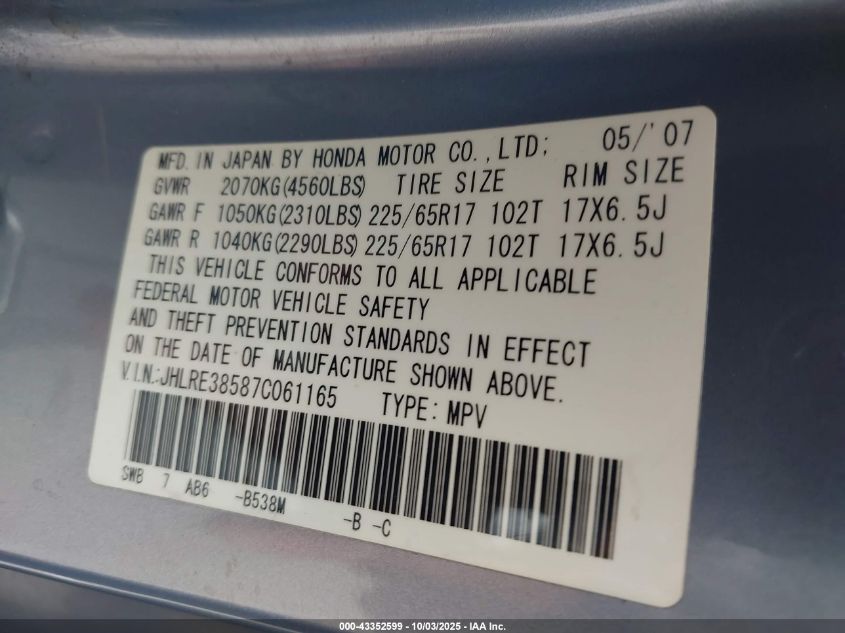 MFD. IN JAPAN BY HONDA MOTOR CO.,LTD: 05/'07
GVWR 2070KG(4560LBS) TIRE SIZE RIM SIZE
GAWR F 1050KG(2310LBS) 225/65R17 102T 17X6.5J
GAWR R 1040KG(2290LBS) 225/65R17 102T 17X6.5J
THIS VEHICLE CONFORMS TO ALL APPLICABLE
FEDERAL MOTOR VEHICLE SAFETY
AND THEFT PREVENTION STANDARDS IN EFFECT
ON THE DATE OF MANUFACTURE SHOWN ABOVE.
V.I.N.:JHLRE38587C061165 TYPE: MPV
SWB 7 AB6 -B538M -B -C
000-43352599 - 10/03/2025 - IAA Inc.